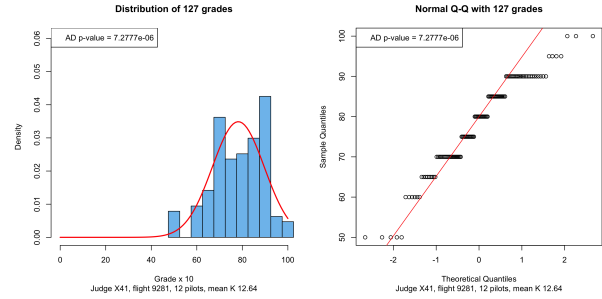 Distribution of 127 grades
AD p-value = 7.2777e-06
Density
0.00 0.01 0.02 0.03 0.04 0.05 0.06
0 20 40 60 80 100
Grade x 10
Judge X41, flight 9281, 12 pilots, mean K 12.64
Normal Q-Q with 127 grades
AD p-value = 7.2777e-06
Sample Quantiles
50 60 70 80 90 100
-2 -1 0 1 2
Theoretical Quantiles
Judge X41, flight 9281, 12 pilots, mean K 12.64